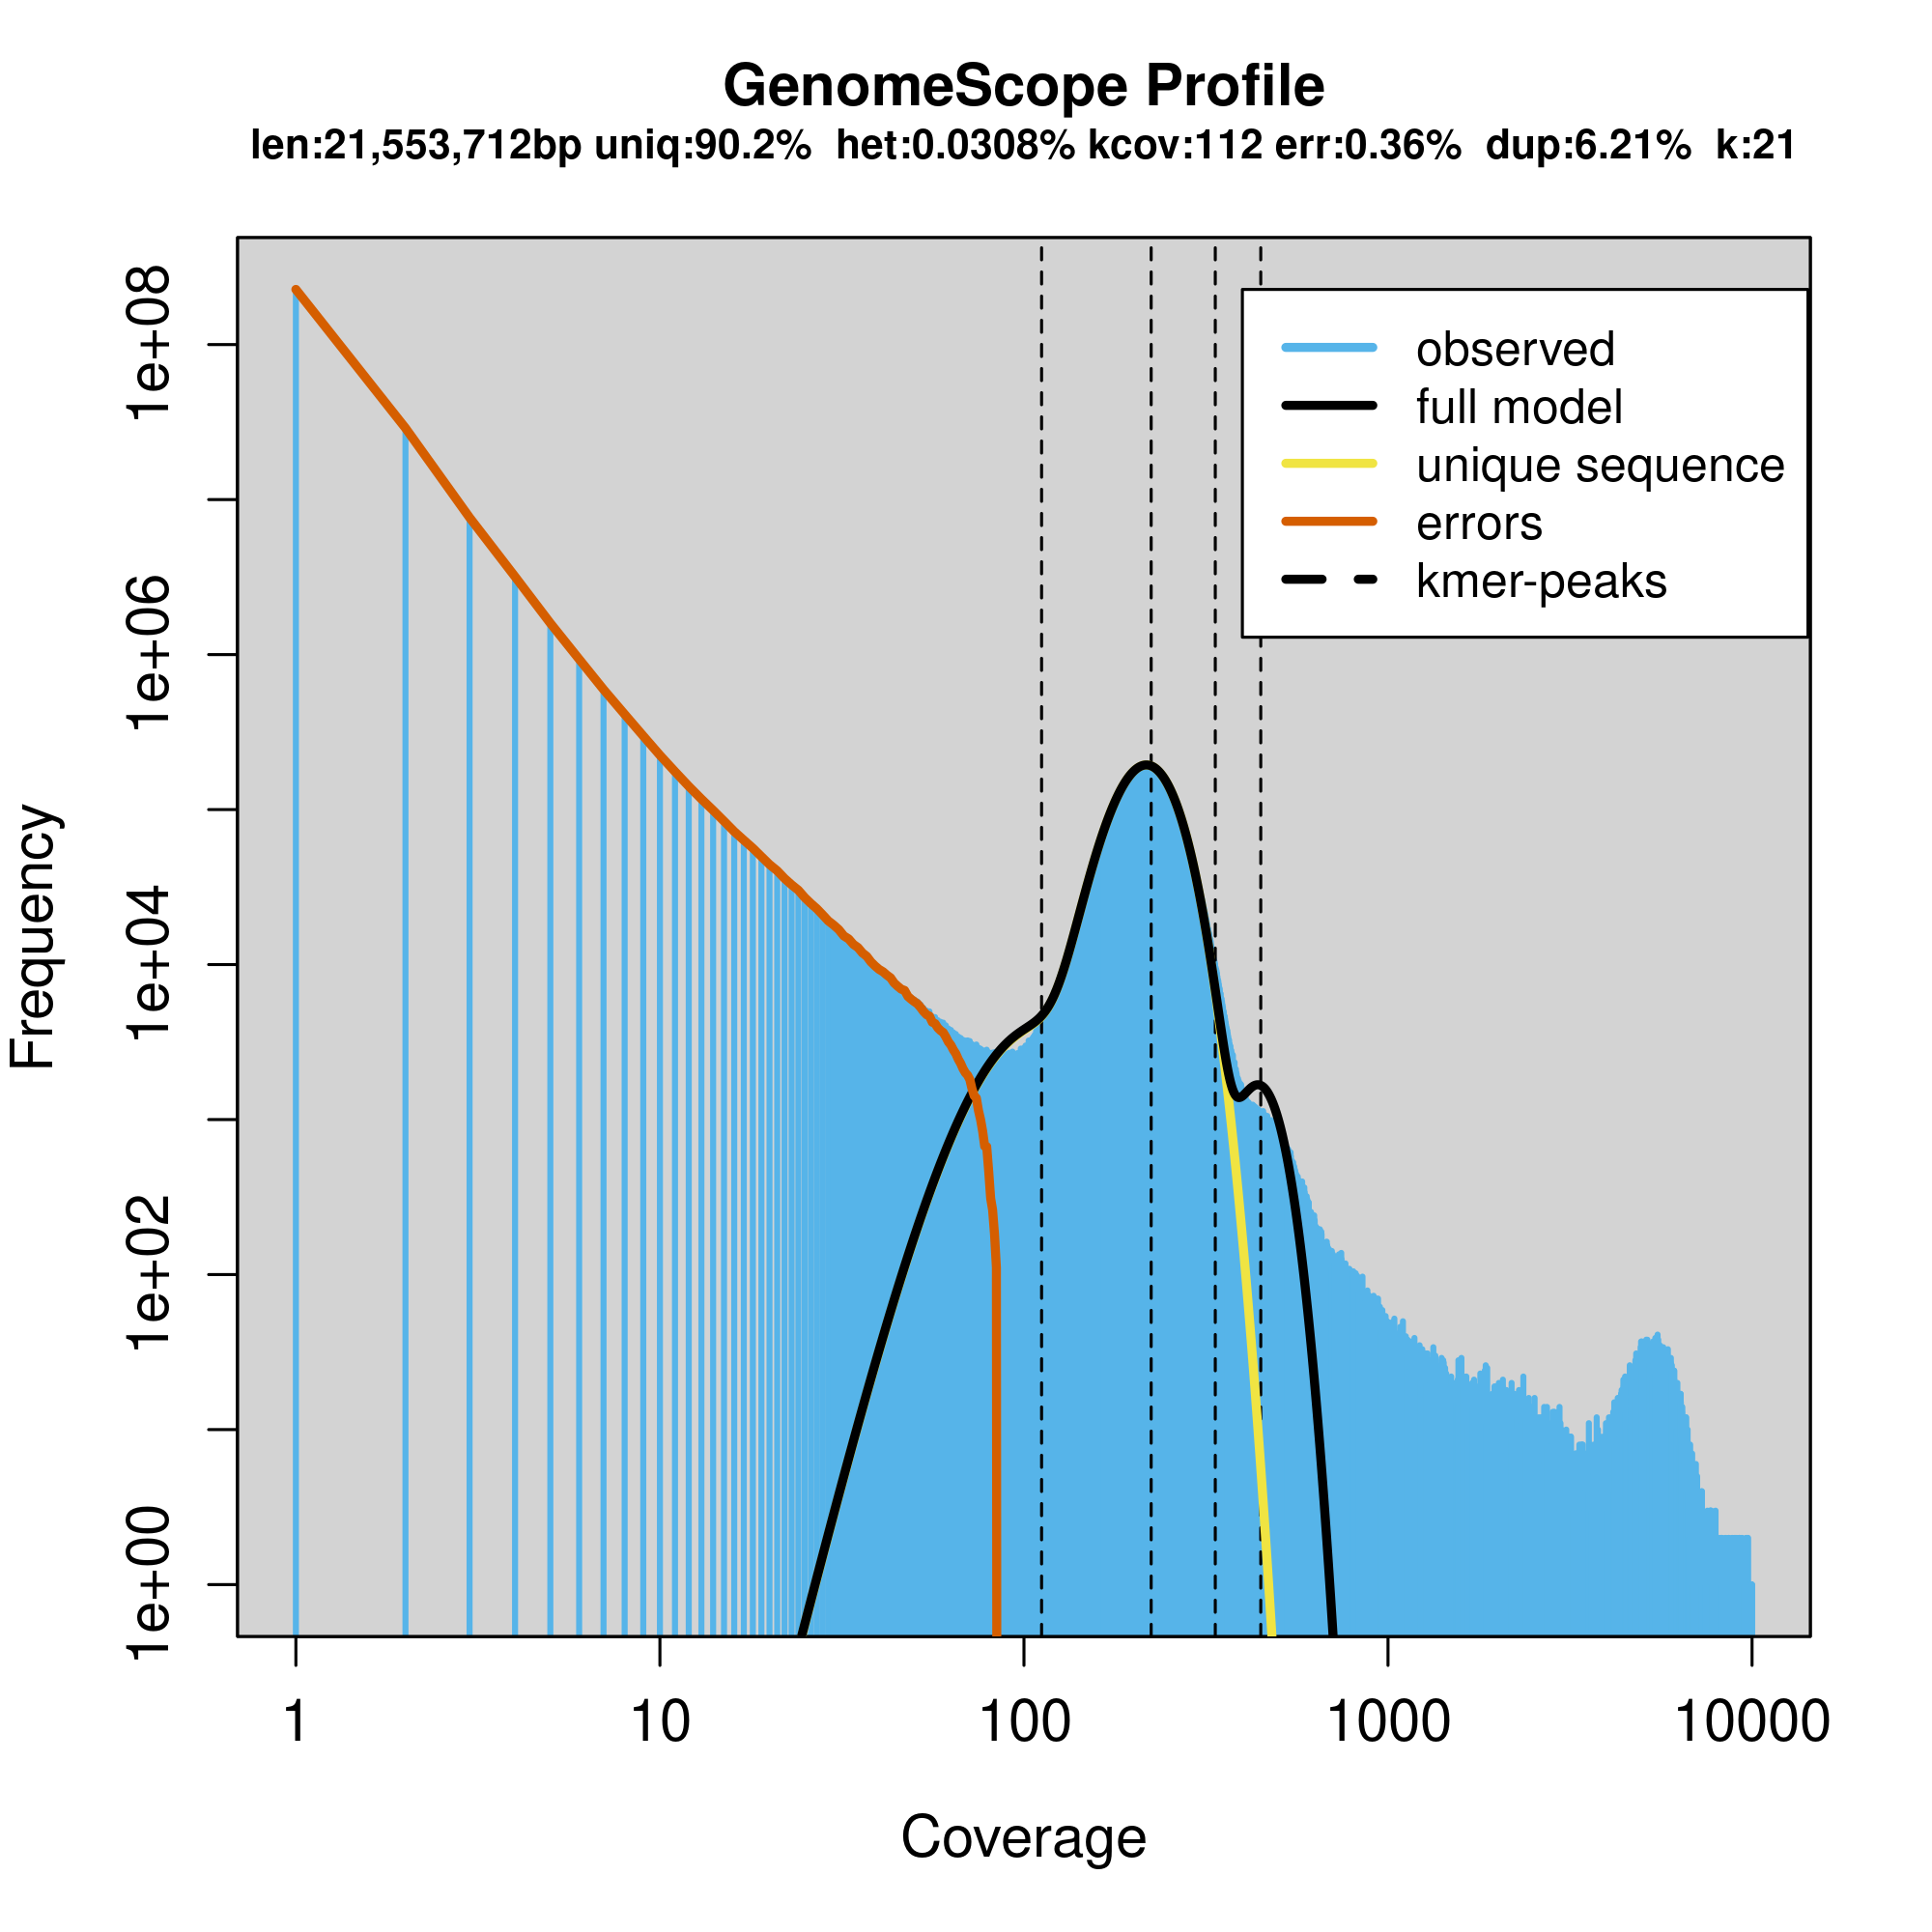 GenomeScope Profile
len:21,553,712bp uniq:90.2% het:0.0308% kcov:112 err:0.36% dup:6.21% k:21
observed
full model
unique sequence
errors
kmer-peaks
Frequency
1e+08
1e+06
1e+04
1e+02
1e+00
1 10 100 1000 10000
Coverage